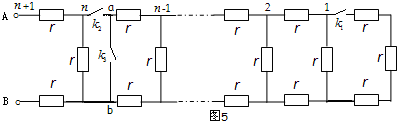 n+1 n a n-1 2 1
A k₂ k₁
r r r r r r
k₃
r r r r r
B r r r r r
b
图5